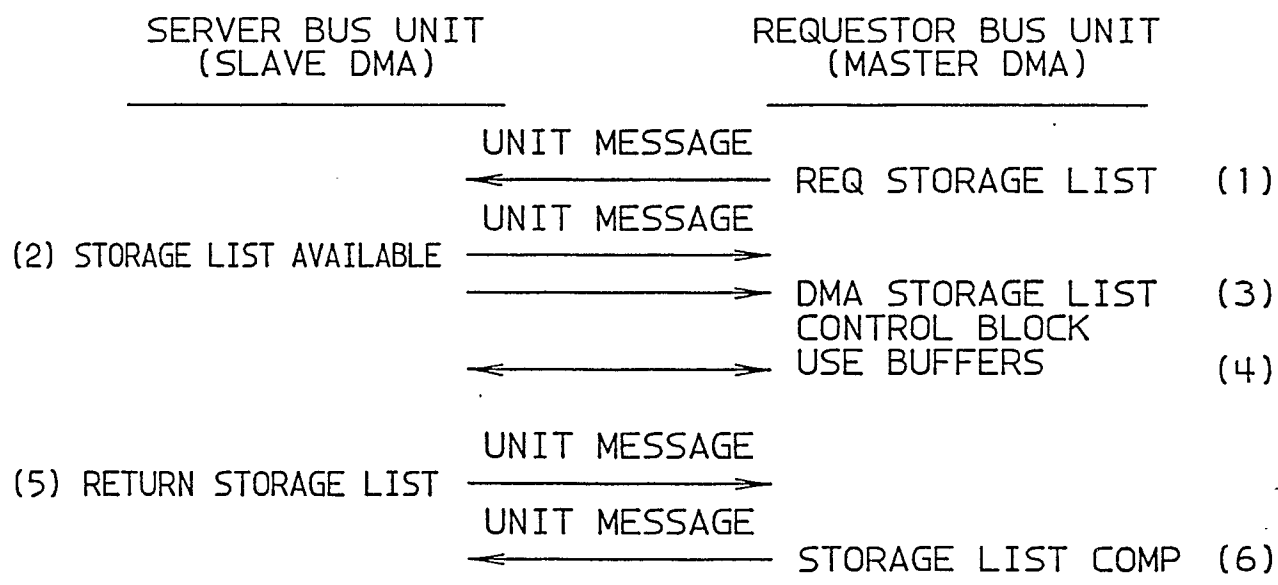 SERVER BUS UNIT REQUESTOR BUS UNIT
(SLAVE DMA) (MASTER DMA)
UNIT MESSAGE
REQ STORAGE LIST (1)
UNIT MESSAGE
(2) STORAGE LIST AVAILABLE
DMA STORAGE LIST (3)
CONTROL BLOCK
USE BUFFERS (4)
UNIT MESSAGE
(5) RETURN STORAGE LIST
UNIT MESSAGE
STORAGE LIST COMP (6)